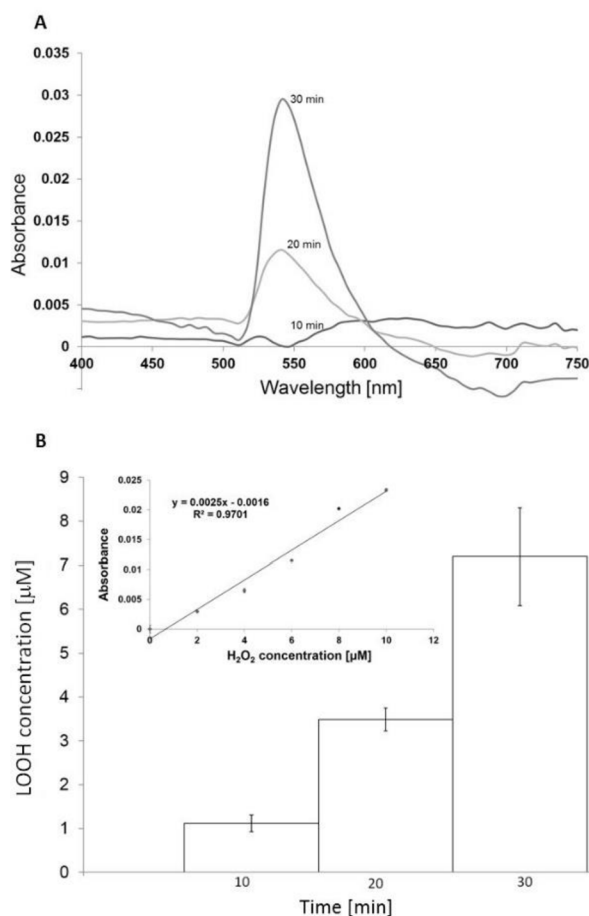 A
0.035
0.03
0.025
0.02
0.015
0.01
0.005
0
Absorbance
30 min
20 min
10 min
400 450 500 550 600 650 700 750
Wavelength [nm]
B
9
8
7
6
5
4
3
2
1
0
LOOH concentration [μM]
0.025
0.02
0.015
0.01
0.005
0
Absorbance
y = 0.0025x - 0.0016
R² = 0.9701
0 2 4 6 8 10 12
H₂O₂ concentration [μM]
10 20 30
Time [min]